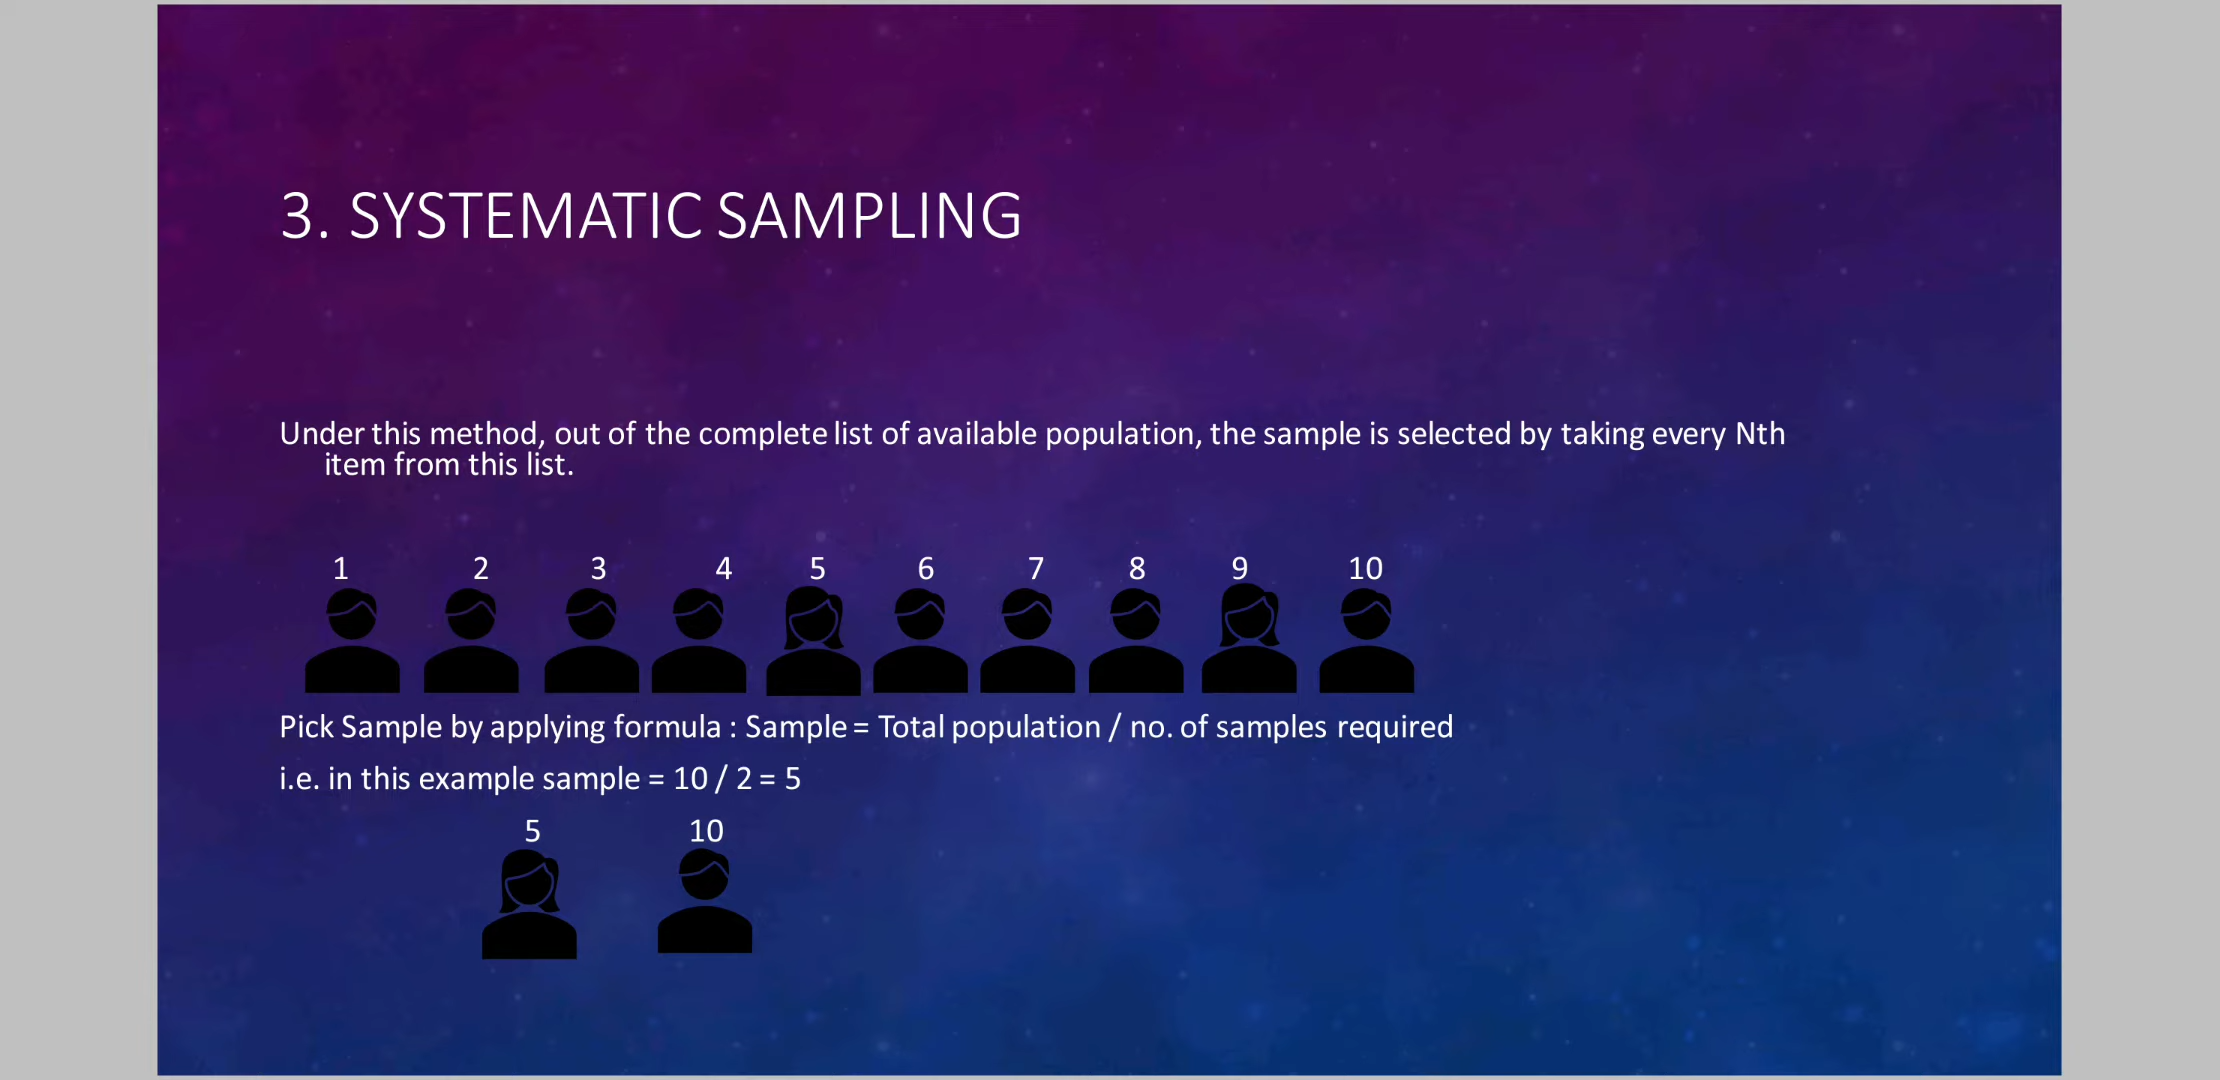 3. SYSTEMATIC SAMPLING
Under this method, out of the complete list of available population, the sample is selected by taking every Nth
item from this list.
1 2 3 4 5 6 7 8 9 10
Pick Sample by applying formula : Sample = Total population / no. of samples required
i.e. in this example sample = 10 / 2 = 5
5 10